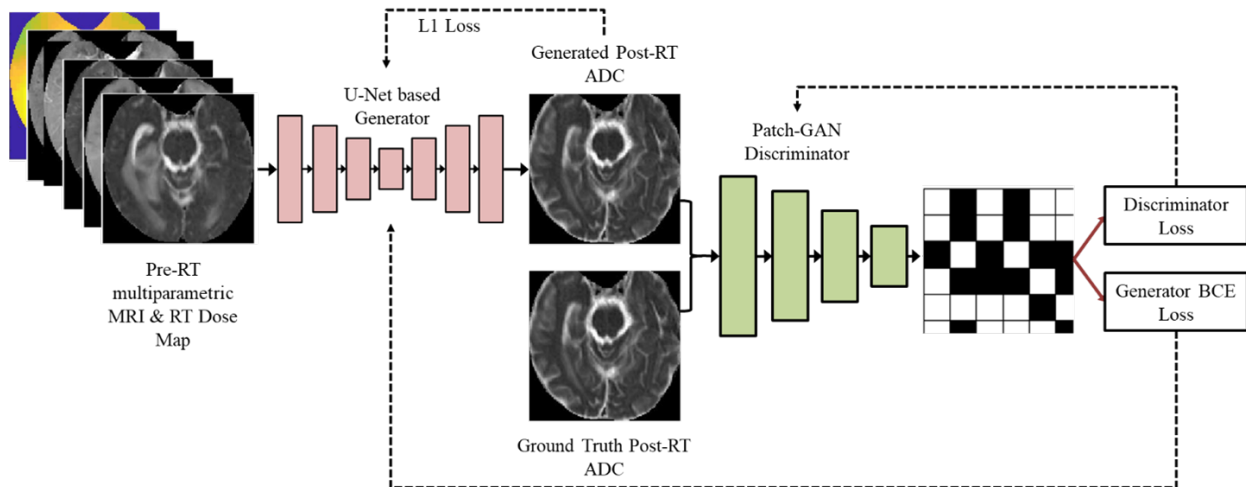 L1 Loss
Generated Post-RT
ADC
U-Net based
Generator
Patch-GAN
Discriminator
Discriminator
Loss
Generator BCE
Loss
Pre-RT
multiparametric
MRI & RT Dose
Map
Ground Truth Post-RT
ADC